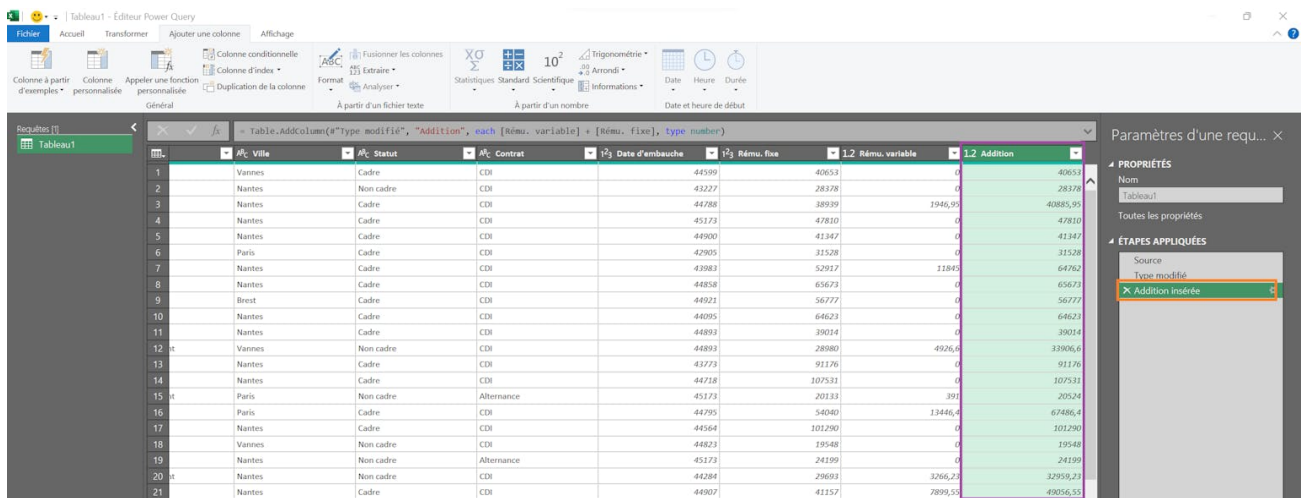 Tableau1 - Éditeur Power Query
Fichier Accueil Transformer Ajouter une colonne Affichage
Colonne à partir d'exemples
Colonne personnalisée
Appeler une fonction personnalisée
Colonne conditionnelle
Colonne d'index
Duplication de la colonne
Général
Format
Fusionner les colonnes
Extraire
Analyser
À partir d'un fichier texte
Statistiques
Standard
Scientifique
Trigonométrie
Arrondi
Informations
À partir d'un nombre
Date
Heure
Durée
Date et heure de début
Requêtes [1]
Tableau1
fx = Table.AddColumn(#"Type modifié", "Addition", each [Rému. variable] + [Rému. fixe], type number)
ABC Ville ABC Statut ABC Contrat 123 Date d'embauche 123 Rému. fixe 1.2 Rému. variable 1.2 Addition
1 Vannes Cadre CDI 44599 40653 0 40653
2 Nantes Non cadre CDI 43227 28378 0 28378
3 Nantes Cadre CDI 44788 38939 1946,95 40885,95
4 Nantes Cadre CDI 45173 47810 0 47810
5 Nantes Cadre CDI 44900 41347 0 41347
6 Paris Cadre CDI 42905 31528 0 31528
7 Nantes Cadre CDI 43983 52917 11845 64762
8 Nantes Cadre CDI 44858 65673 0 65673
9 Brest Cadre CDI 44921 56777 0 56777
10 Nantes Cadre CDI 44095 64623 0 64623
11 Nantes Cadre CDI 44893 39014 0 39014
12 nt Vannes Non cadre CDI 44893 28980 4926,6 33906,6
13 Nantes Cadre CDI 43773 91176 0 91176
14 Nantes Cadre CDI 44718 107531 0 107531
15 nt Paris Non cadre Alternance 45173 20133 391 20524
16 Paris Cadre CDI 44795 54040 13446,4 67486,4
17 Nantes Cadre CDI 44564 101290 0 101290
18 Vannes Non cadre CDI 44823 19548 0 19548
19 Nantes Non cadre Alternance 45173 24199 0 24199
20 nt Nantes Non cadre CDI 44284 29693 3266,23 32959,23
21 Nantes Cadre CDI 44907 41157 7899,55 49056,55
Paramètres d'une requ...
PROPRIÉTÉS
Nom
Tableau1
Toutes les propriétés
ÉTAPES APPLIQUÉES
Source
Type modifié
Addition insérée